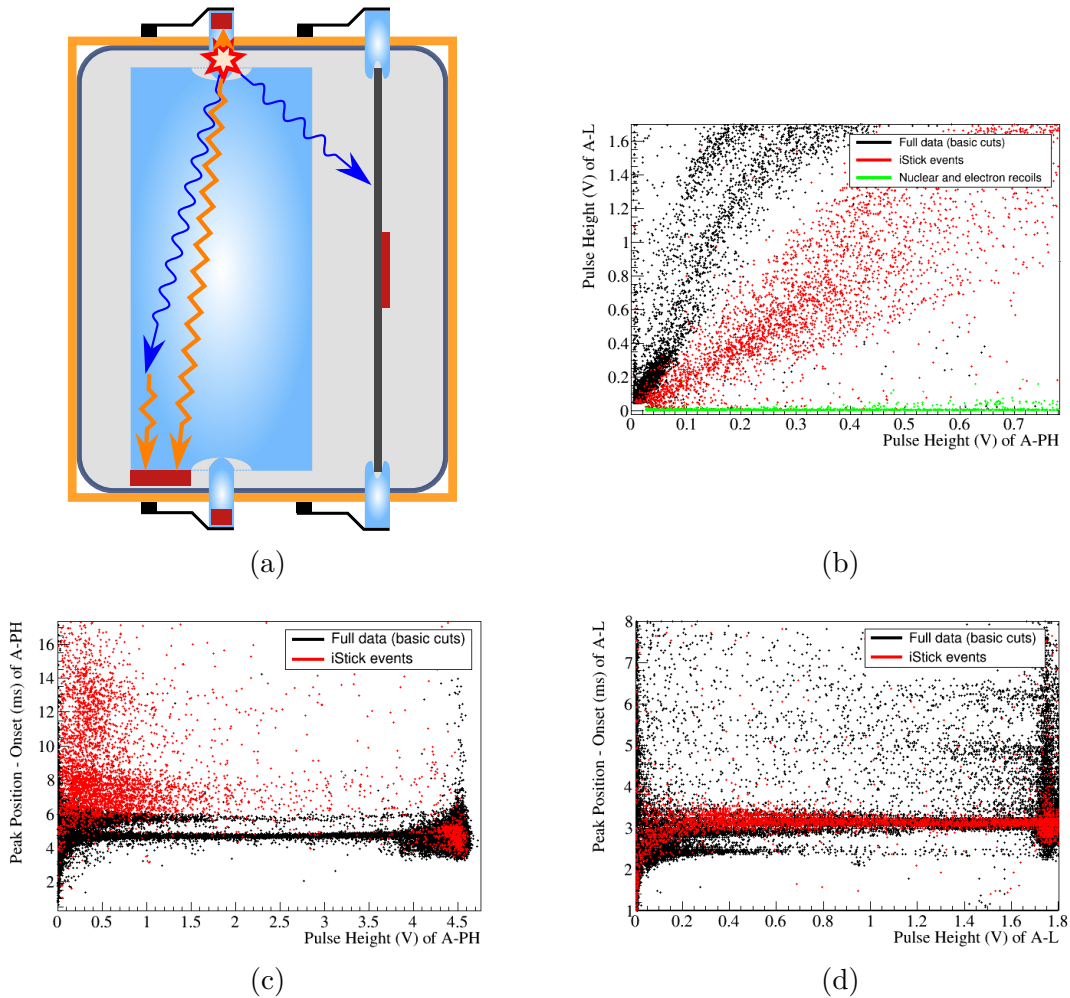 (a)
Pulse Height (V) of A-L
1.6
1.4
1.2
1
0.8
0.6
0.4
0.2
0
Full data (basic cuts)
iStick events
Nuclear and electron recoils
0 0.1 0.2 0.3 0.4 0.5 0.6 0.7
Pulse Height (V) of A-PH
(b)
Peak Position - Onset (ms) of A-PH
16
14
12
10
8
6
4
2
Full data (basic cuts)
iStick events
0 0.5 1 1.5 2 2.5 3 3.5 4 4.5
Pulse Height (V) of A-PH
(c)
Peak Position - Onset (ms) of A-L
8
7
6
5
4
3
2
1
Full data (basic cuts)
iStick events
0 0.2 0.4 0.6 0.8 1 1.2 1.4 1.6 1.8
Pulse Height (V) of A-L
(d)